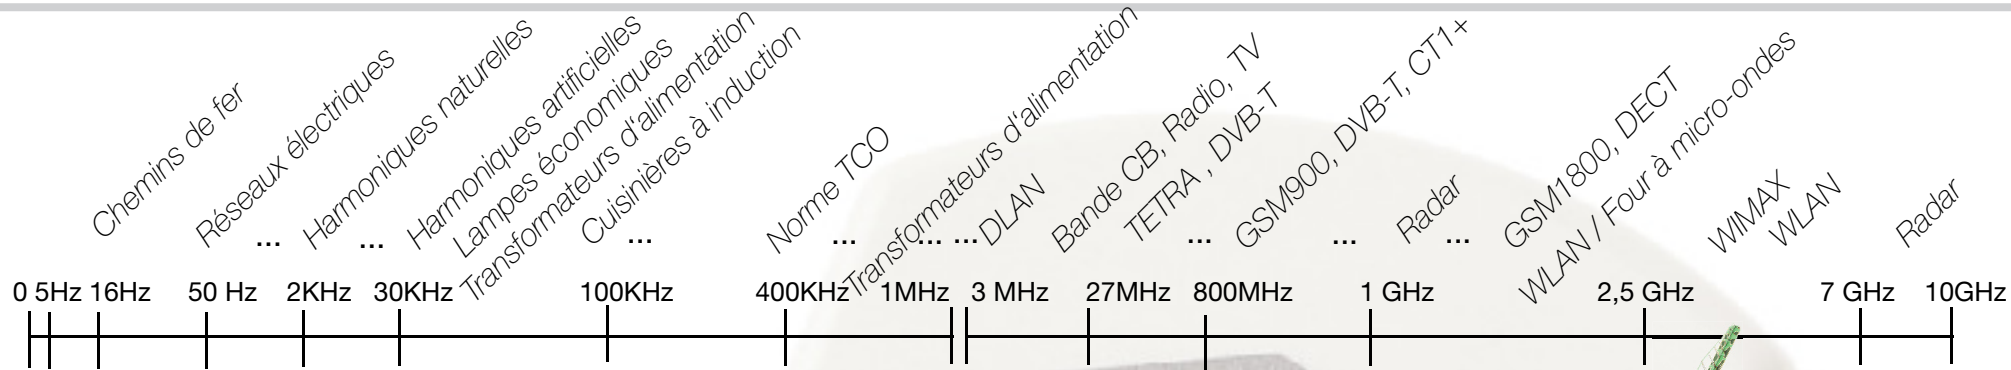 Chemins de fer
Réseaux électriques
...
Harmoniques naturelles
...
Harmoniques artificielles
Lampes économiques
Transformateurs d'alimentation
Cuisinières à induction
...
Norme TCO
...
Transformateurs d'alimentation
...
...
DLAN
Bande CB, Radio, TV
TETRA , DVB-T
...
GSM900, DVB-T, CT1+
...
Radar
...
GSM1800, DECT
WLAN / Four à micro-ondes
WIMAX
WLAN
Radar
0 5Hz 16Hz 50 Hz 2KHz 30KHz 100KHz 400KHz 1MHz 3 MHz 27MHz 800MHz 1 GHz 2,5 GHz 7 GHz 10GHz